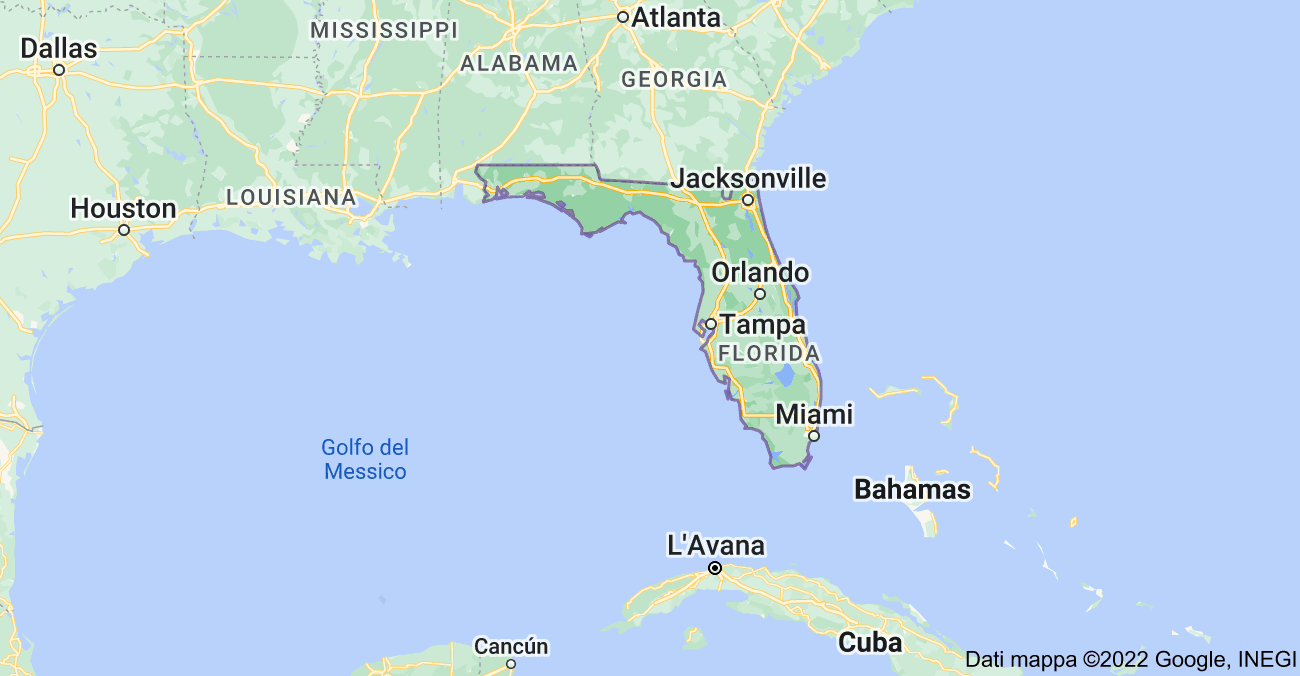 Atlanta
MISSISSIPPI
Dallas
ALABAMA
GEORGIA
Jacksonville
LOUISIANA
Houston
Orlando
Tampa
FLORIDA
Miami
Golfo del
Messico
Bahamas
L'Avana
Cuba
Cancún
Dati mappa ©2022 Google, INEGI